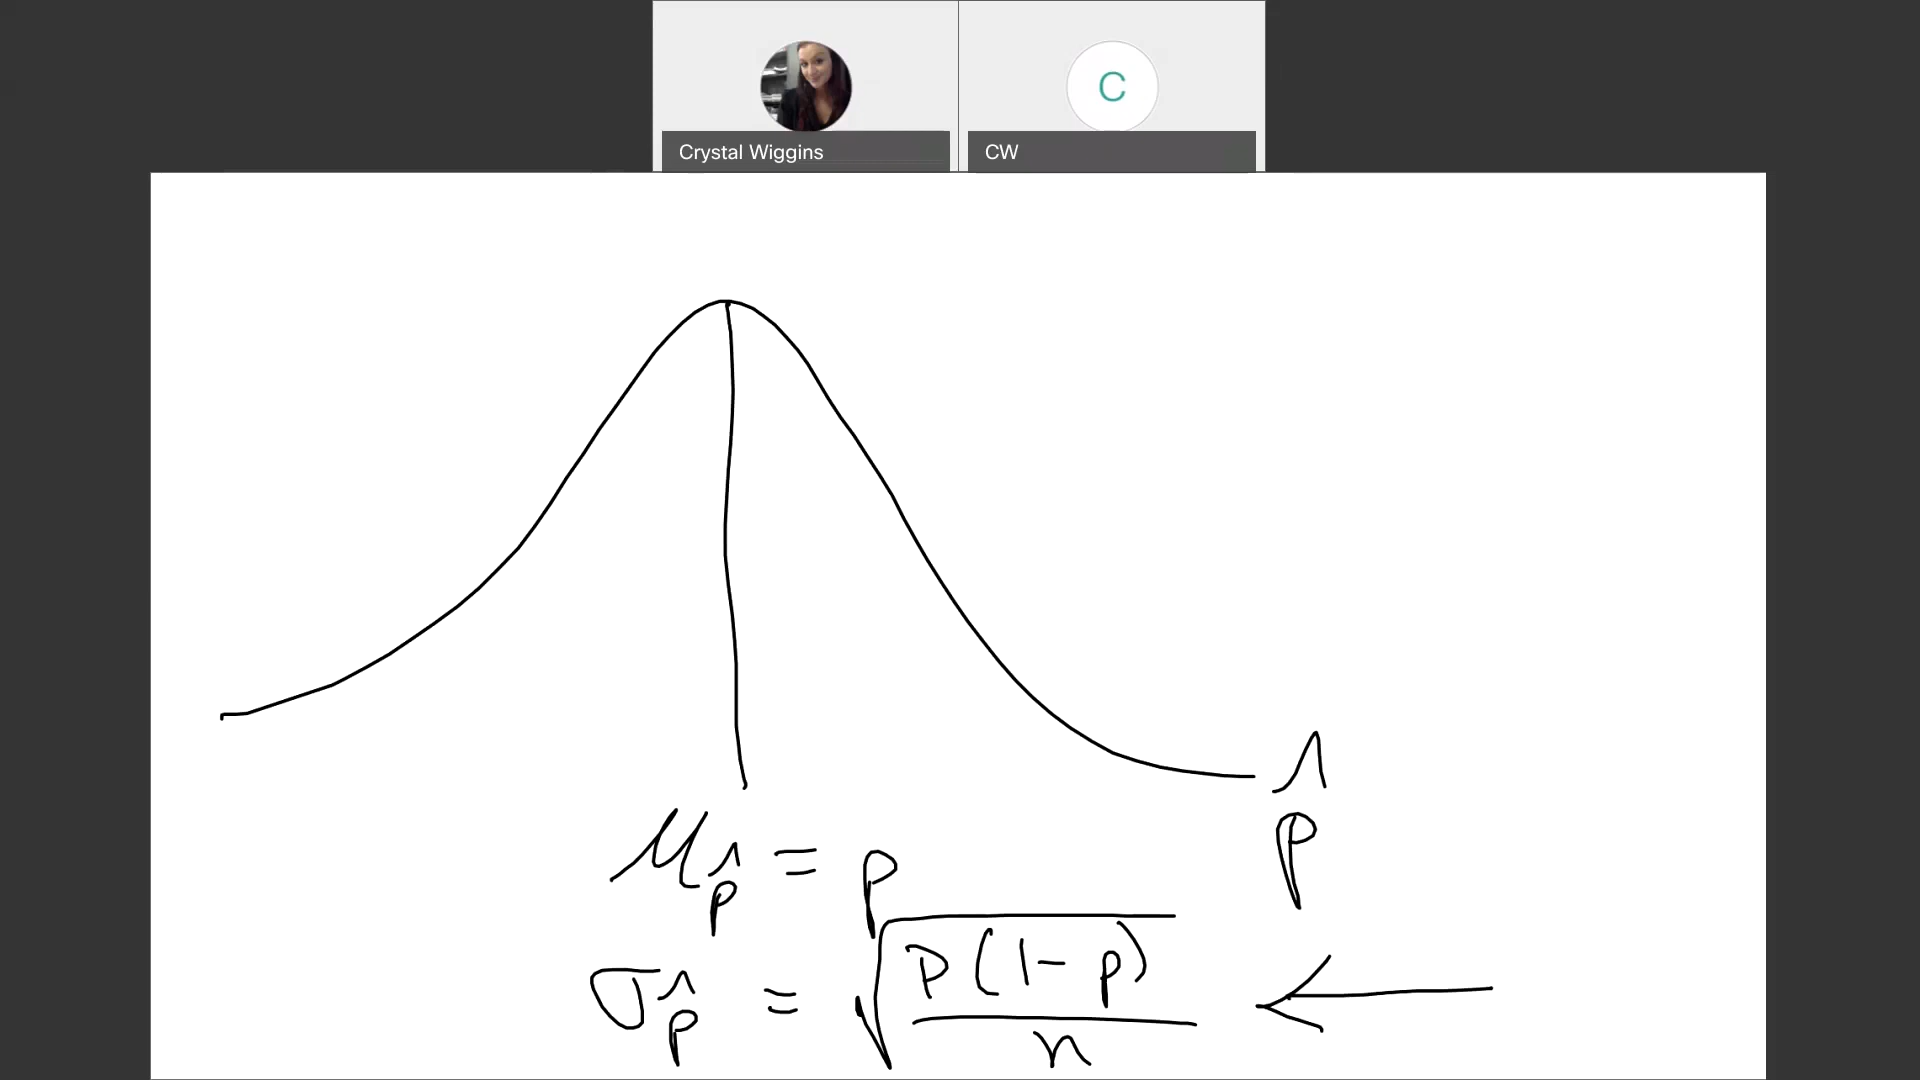 Crystal Wiggins
C
CW
p̂
μp̂ = p
σp̂ = √(p(1-p)/n)